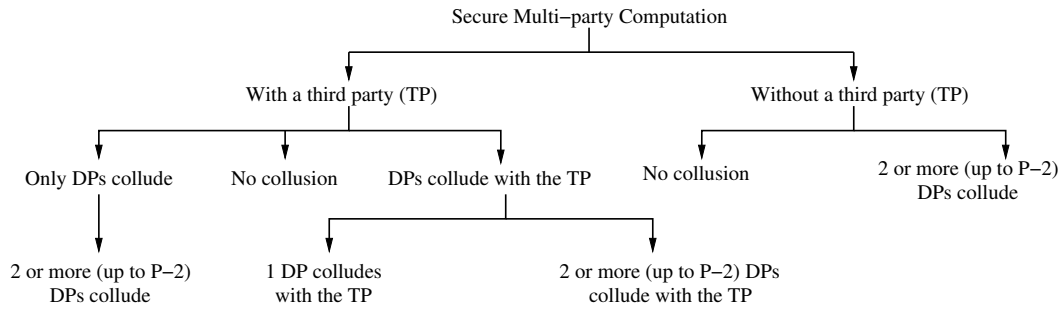 Secure Multi−party Computation
With a third party (TP)
Without a third party (TP)
Only DPs collude
No collusion
DPs collude with the TP
No collusion
2 or more (up to P−2)
DPs collude
2 or more (up to P−2)
DPs collude
1 DP colludes
with the TP
2 or more (up to P−2) DPs
collude with the TP